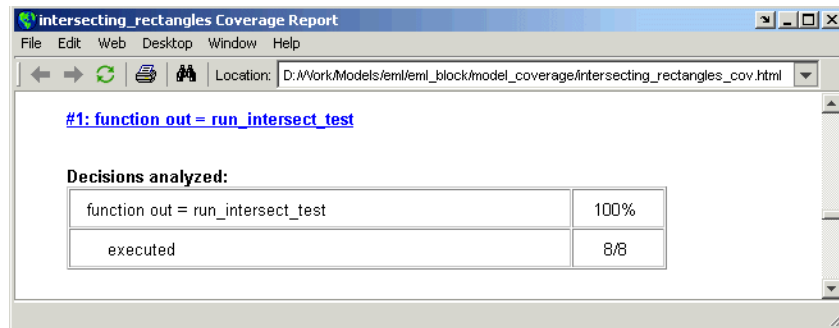 intersecting_rectangles Coverage Report
File Edit Web Desktop Window Help
Location: D:/Work/Models/eml/eml_block/model_coverage/intersecting_rectangles_cov.html
#1: function out = run_intersect_test
Decisions analyzed:
function out = run_intersect_test 100%
executed 8/8